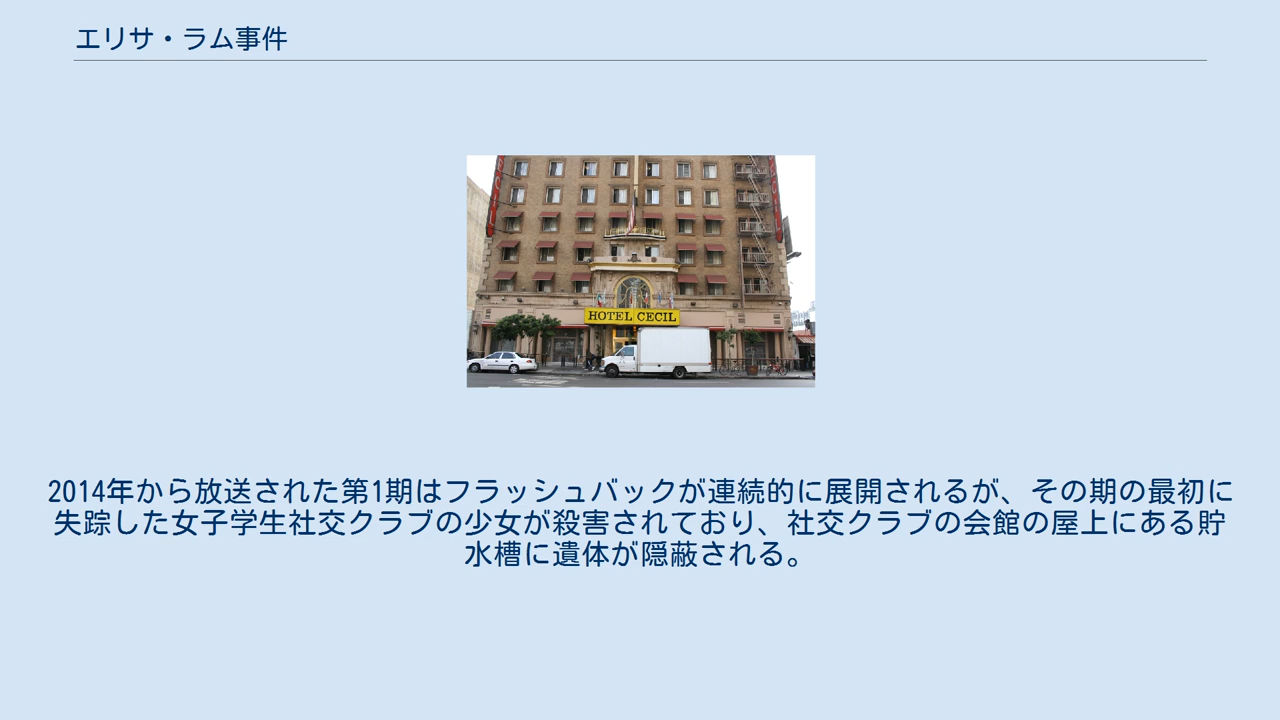 エリサ・ラム事件
HOTEL CECIL
2014年から放送された第1期はフラッシュバックが連続的に展開されるが、その期の最初に
失踪した女子学生社交クラブの少女が殺害されており、社交クラブの会館の屋上にある貯
水槽に遺体が隠蔽される。